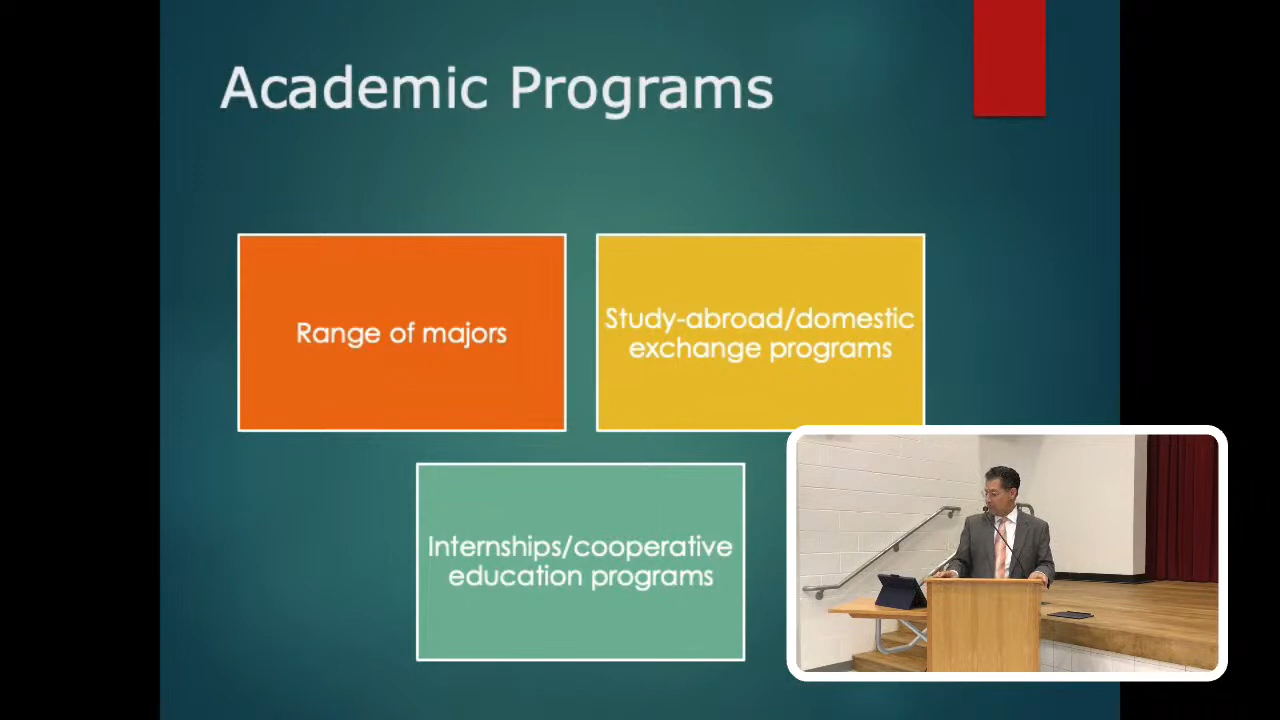 Academic Programs
Range of majors
Study-abroad/domestic
exchange programs
Internships/cooperative
education programs